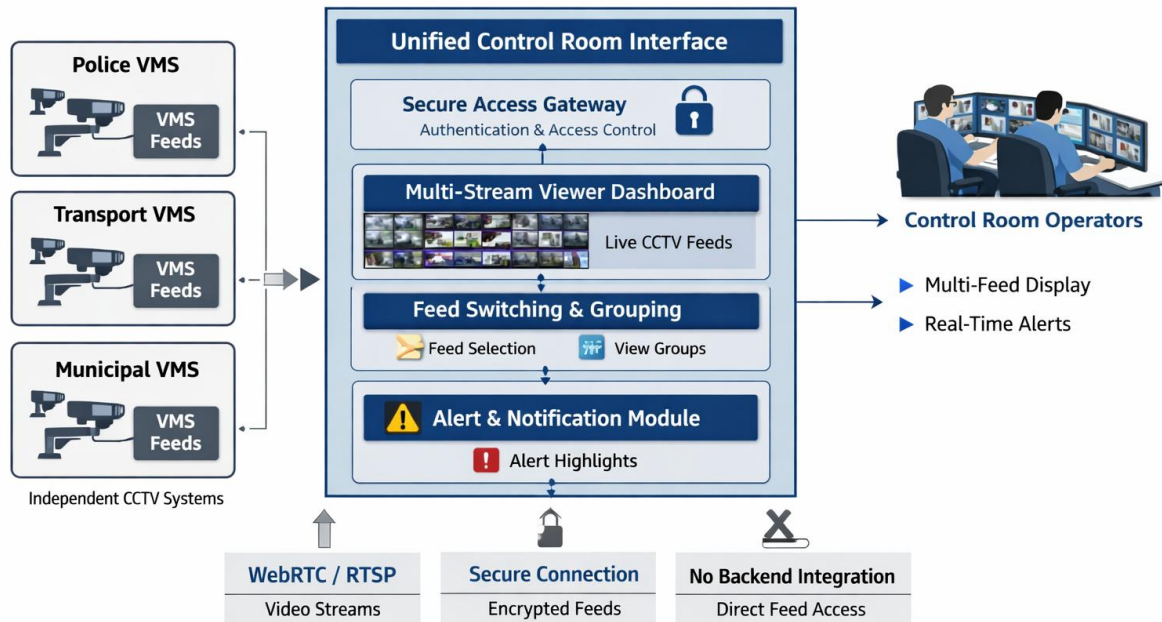 Police VMS
VMS
Feeds
Transport VMS
VMS
Feeds
Municipal VMS
VMS
Feeds
Independent CCTV Systems
Unified Control Room Interface
Secure Access Gateway
Authentication & Access Control
Multi-Stream Viewer Dashboard
Live CCTV Feeds
Feed Switching & Grouping
Feed Selection
View Groups
Alert & Notification Module
Alert Highlights
Control Room Operators
Multi-Feed Display
Real-Time Alerts
WebRTC / RTSP
Video Streams
Secure Connection
Encrypted Feeds
No Backend Integration
Direct Feed Access